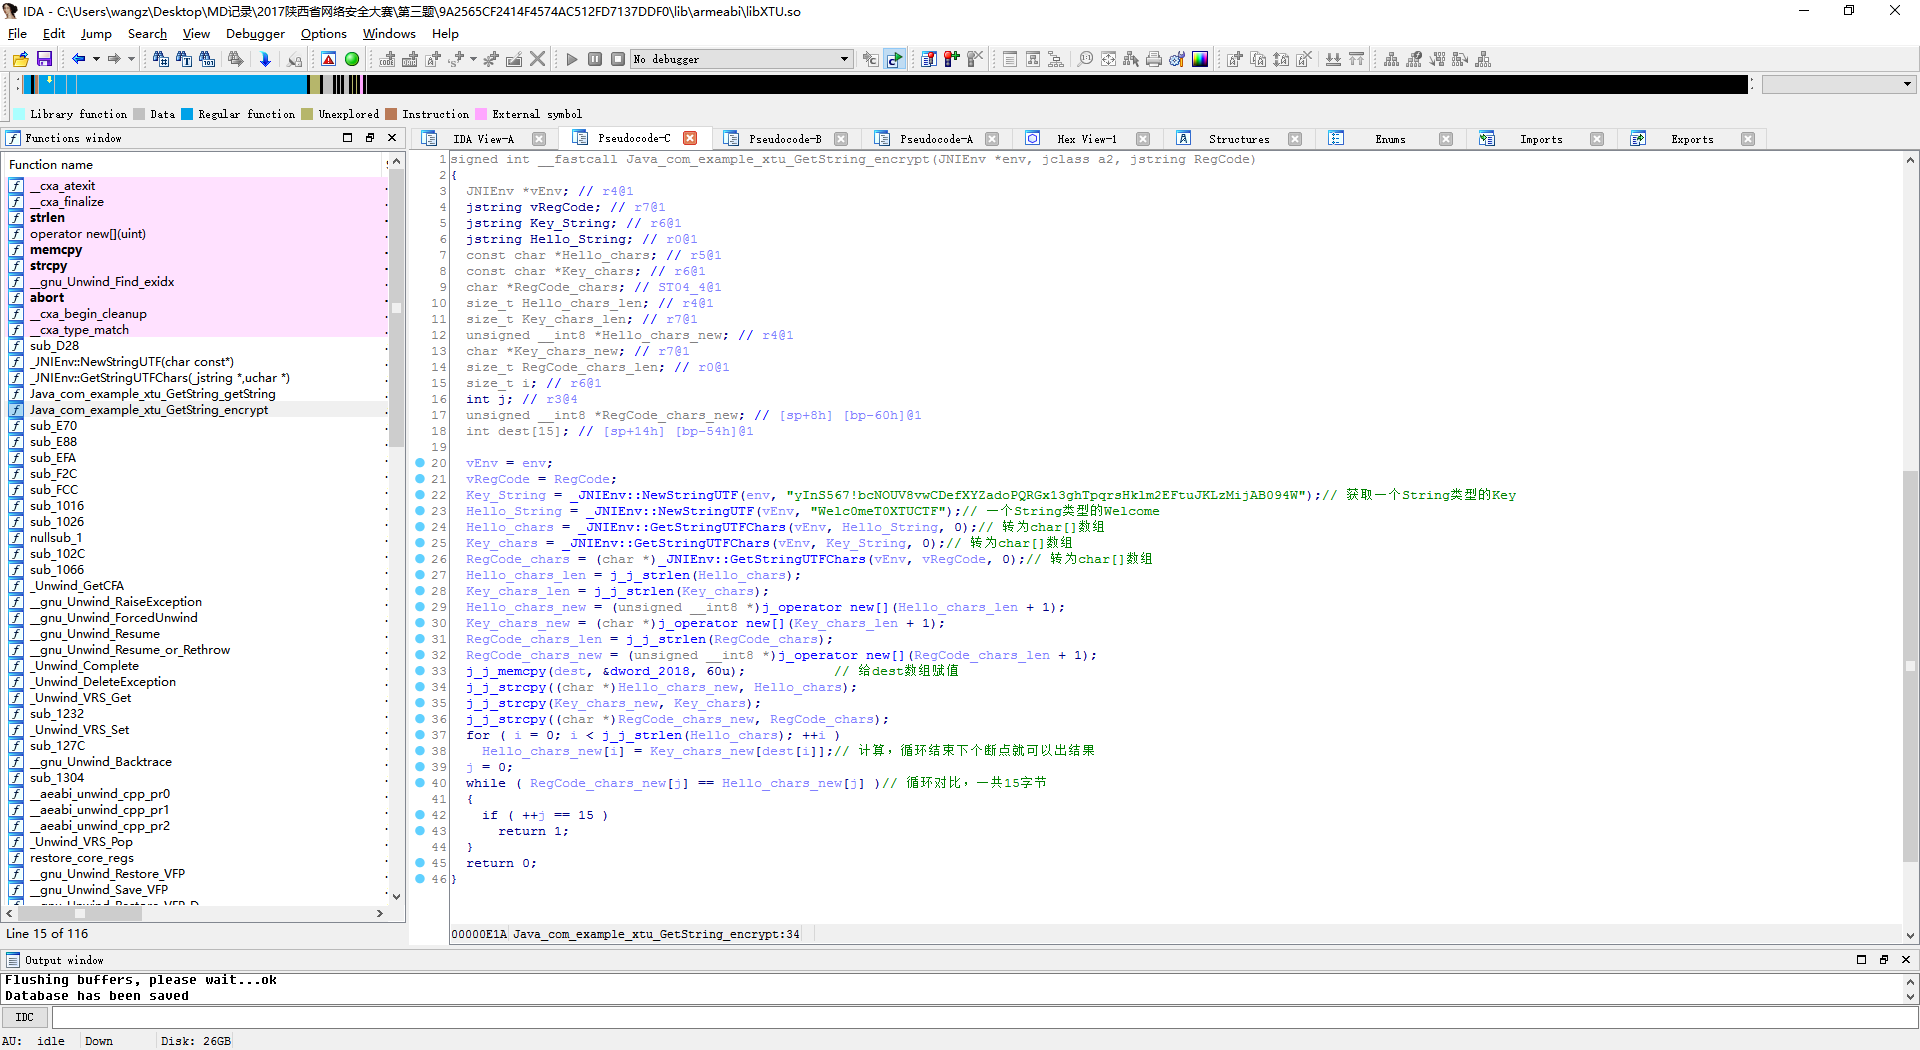 IDA - C:\Users\wangz\Desktop\MD记录\2017陕西省网络安全大赛\第三题\9A2565CF2414F4574AC512FD7137DDF0\lib\armeabi\libXTU.so
File Edit Jump Search View Debugger Options Windows Help
No debugger
Library function Data Regular function Unexplored Instruction External symbol
Functions window
IDA View-A Pseudocode-C Pseudocode-B Pseudocode-A Hex View-1 Structures Enums Imports Exports
Function name
__cxa_atexit
__cxa_finalize
strlen
operator new[](uint)
memcpy
strcpy
__gnu_Unwind_Find_exidx
abort
__cxa_begin_cleanup
__cxa_type_match
sub_D28
_JNIEnv::NewStringUTF(char const*)
_JNIEnv::GetStringUTFChars(_jstring *,uchar *)
Java_com_example_xtu_GetString_getString
Java_com_example_xtu_GetString_encrypt
sub_E70
sub_E88
sub_EFA
sub_F2C
sub_FCC
sub_1016
sub_1026
nullsub_1
sub_102C
sub_1066
_Unwind_GetCFA
__gnu_Unwind_RaiseException
__gnu_Unwind_ForcedUnwind
__gnu_Unwind_Resume
__gnu_Unwind_Resume_or_Rethrow
_Unwind_Complete
_Unwind_DeleteException
_Unwind_VRS_Get
sub_1232
_Unwind_VRS_Set
sub_127C
__gnu_Unwind_Backtrace
sub_1304
__aeabi_unwind_cpp_pr0
__aeabi_unwind_cpp_pr1
__aeabi_unwind_cpp_pr2
_Unwind_VRS_Pop
restore_core_regs
__gnu_Unwind_Restore_VFP
__gnu_Unwind_Save_VFP
__gnu_Unwind_Restore_VFP_D
Line 15 of 116
1 signed int __fastcall Java_com_example_xtu_GetString_encrypt(JNIEnv *env, jclass a2, jstring RegCode)
2 {
3 JNIEnv *vEnv; // r4@1
4 jstring vRegCode; // r7@1
5 jstring Key_String; // r6@1
6 jstring Hello_String; // r0@1
7 const char *Hello_chars; // r5@1
8 const char *Key_chars; // r6@1
9 char *RegCode_chars; // ST04_4@1
10 size_t Hello_chars_len; // r4@1
11 size_t Key_chars_len; // r7@1
12 unsigned __int8 *Hello_chars_new; // r4@1
13 char *Key_chars_new; // r7@1
14 size_t RegCode_chars_len; // r0@1
15 size_t i; // r6@1
16 int j; // r3@4
17 unsigned __int8 *RegCode_chars_new; // [sp+8h] [bp-60h]@1
18 int dest[15]; // [sp+14h] [bp-54h]@1
19
20 vEnv = env;
21 vRegCode = RegCode;
22 Key_String = _JNIEnv::NewStringUTF(env, "yInS567!bcNOUV8vwCDefXYZadoPQRGx13ghTpqrsHklm2EFtuJKLzMijAB094W");// 获取一个String类型的Key
23 Hello_String = _JNIEnv::NewStringUTF(vEnv, "Welc0meT0XTUCTF");// 一个String类型的Welcome
24 Hello_chars = _JNIEnv::GetStringUTFChars(vEnv, Hello_String, 0);// 转为char[]数组
25 Key_chars = _JNIEnv::GetStringUTFChars(vEnv, Key_String, 0);// 转为char[]数组
26 RegCode_chars = (char *)_JNIEnv::GetStringUTFChars(vEnv, vRegCode, 0);// 转为char[]数组
27 Hello_chars_len = j_j_strlen(Hello_chars);
28 Key_chars_len = j_j_strlen(Key_chars);
29 Hello_chars_new = (unsigned __int8 *)j_operator new[](Hello_chars_len + 1);
30 Key_chars_new = (char *)j_operator new[](Key_chars_len + 1);
31 RegCode_chars_len = j_j_strlen(RegCode_chars);
32 RegCode_chars_new = (unsigned __int8 *)j_operator new[](RegCode_chars_len + 1);
33 j_j_memcpy(dest, &dword_2018, 60u); // 给dest数组赋值
34 j_j_strcpy((char *)Hello_chars_new, Hello_chars);
35 j_j_strcpy(Key_chars_new, Key_chars);
36 j_j_strcpy((char *)RegCode_chars_new, RegCode_chars);
37 for ( i = 0; i < j_j_strlen(Hello_chars); ++i )
38 Hello_chars_new[i] = Key_chars_new[dest[i]];// 计算，循环结束下个断点就可以出结果
39 j = 0;
40 while ( RegCode_chars_new[j] == Hello_chars_new[j] )// 循环对比，一共15字节
41 {
42 if ( ++j == 15 )
43 return 1;
44 }
45 return 0;
46 }
00000E1A Java_com_example_xtu_GetString_encrypt:34
Output window
Flushing buffers, please wait...ok
Database has been saved
IDC
AU: idle Down Disk: 26GB